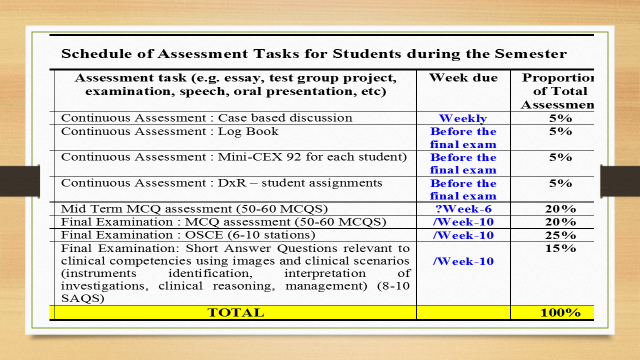 Schedule of Assessment Tasks for Students during the Semester
Assessment task (e.g. essay, test group project,
examination, speech, oral presentation, etc)
Week due
Proportion
of Total
Assessmen
Continuous Assessment : Case based discussion
Weekly
5%
Continuous Assessment : Log Book
Before the
final exam
5%
Continuous Assessment : Mini-CEX 92 for each student)
Before the
final exam
5%
Continuous Assessment : DxR – student assignments
Before the
final exam
5%
Mid Term MCQ assessment (50-60 MCQS)
?Week-6
20%
Final Examination : MCQ assessment (50-60 MCQS)
/Week-10
20%
Final Examination : OSCE (6-10 stations)
/Week-10
25%
Final Examination: Short Answer Questions relevant to
clinical competencies using images and clinical scenarios
(instruments identification, interpretation of
investigations, clinical reasoning, management) (8-10
SAQS)
/Week-10
15%
TOTAL
100%